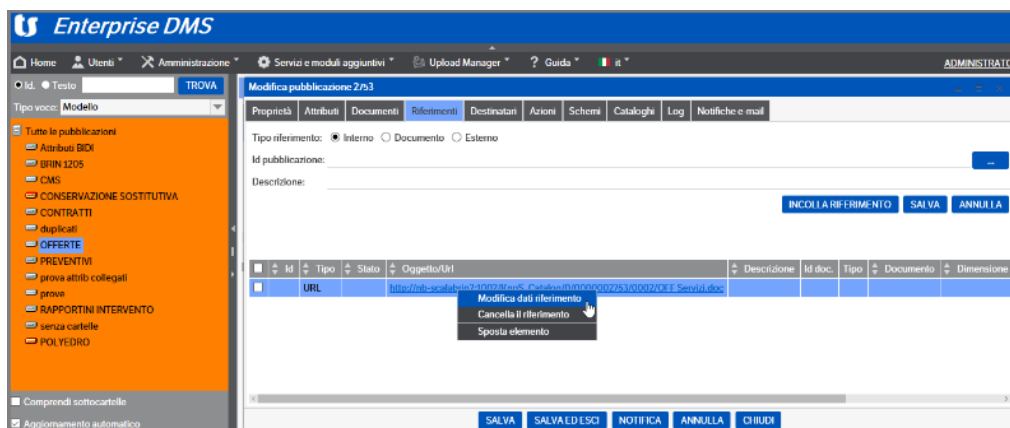 Enterprise DMS
Home Utenti Amministrazione Servizi e moduli aggiuntivi Upload Manager ? Guida it ADMINISTRATO
Id. Testo TROVA
Tipo voce: Modello
Tutte le pubblicazioni
Attributi BIDI
BRIN 1205
CMS
CONSERVAZIONE SOSTITUTIVA
CONTRATTI
duplicati
OFFERTE
PREVENTIVI
prova attrib collegati
prove
RAPPORTINI INTERVENTO
senza cartelle
POLYEDRO
Comprendi sottocartelle
Aggiornamento automatico
Modifica pubblicazione 2753
Proprietà Attributi Documenti Riferimenti Destinatari Azioni Schemi Cataloghi Log Notifiche e-mail
Tipo riferimento: Interno Documento Esterno
Id pubblicazione: ...
Descrizione:
INCOLLA RIFERIMENTO SALVA ANNULLA
Id Tipo Stato Oggetto/Url Descrizione Id doc. Tipo Documento Dimensione
URL Servizi.doc
Modifica dati riferimento
Cancella il riferimento
Sposta elemento
SALVA SALVA ED ESCI NOTIFICA ANNULLA CHIUDI